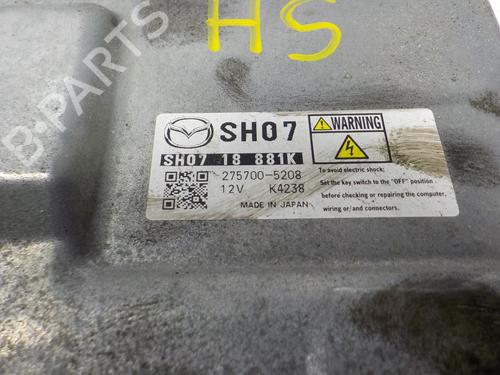 HS
SH07
SH07 18 881K
275700-5208
12V K4238
MADE IN JAPAN
WARNING
To avoid electric shock;
Set the key switch to the "OFF" position
before checking or repairing the computer,
wiring or/and connectors.
B-PARTS